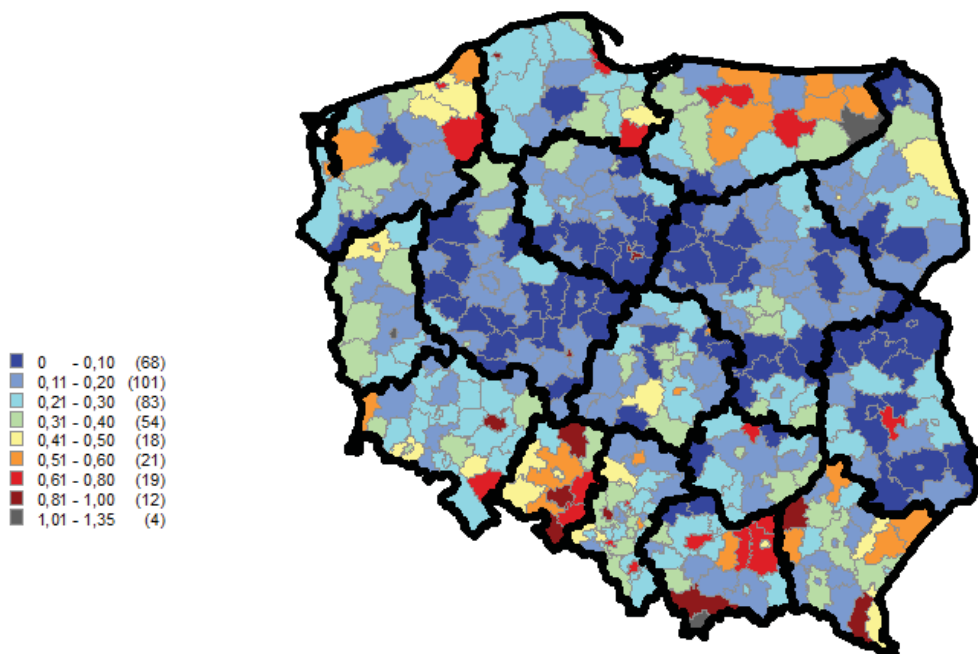 0 - 0,10 (68)
0,11 - 0,20 (101)
0,21 - 0,30 (83)
0,31 - 0,40 (54)
0,41 - 0,50 (18)
0,51 - 0,60 (21)
0,61 - 0,80 (19)
0,81 - 1,00 (12)
1,01 - 1,35 (4)